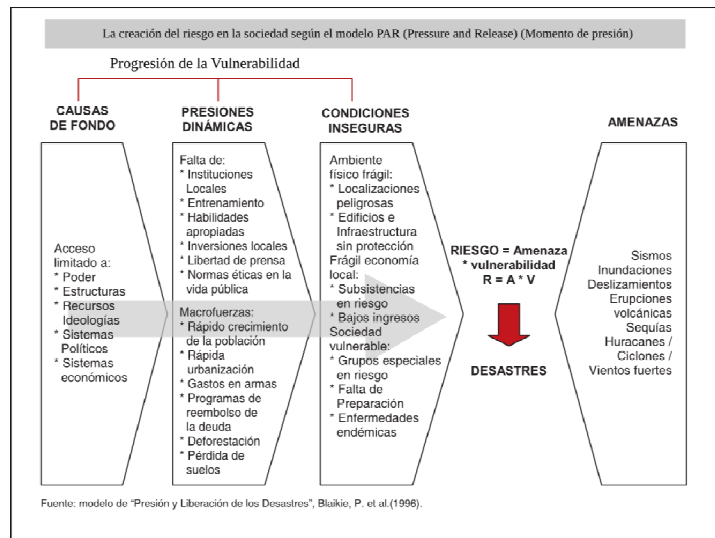 La creación del riesgo en la sociedad según el modelo PAR (Pressure and Release) (Momento de presión)
Progresión de la Vulnerabilidad
CAUSAS
DE FONDO
Acceso
limitado a:
* Poder
* Estructuras
* Recursos
Ideologías
* Sistemas
Políticos
* Sistemas
económicos
PRESIONES
DINÁMICAS
Falta de:
* Instituciones
Locales
* Entrenamiento
* Habilidades
apropiadas
* Inversiones locales
* Libertad de prensa
* Normas éticas en la
vida pública
Macrofuerzas:
* Rápido crecimiento
de la población
* Rápida
urbanización
* Gastos en armas
* Programas de
reembolso de
la deuda
* Deforestación
* Pérdida de
suelos
CONDICIONES
INSEGURAS
Ambiente
físico frágil:
* Localizaciones
peligrosas
* Edificios e
Infraestructura
sin protección
Frágil economía
local:
* Subsistencias
en riesgo
* Bajos ingresos
Sociedad
vulnerable:
* Grupos especiales
en riesgo
* Falta de
Preparación
* Enfermedades
endémicas
RIESGO = Amenaza
* vulnerabilidad
R = A * V
DESASTRES
AMENAZAS
Sismos
Inundaciones
Deslizamientos
Erupciones
volcánicas
Sequías
Huracanes /
Ciclones /
Vientos fuertes
Fuente: modelo de “Presión y Liberación de los Desastres”, Blaikie, P. et al.(1996).